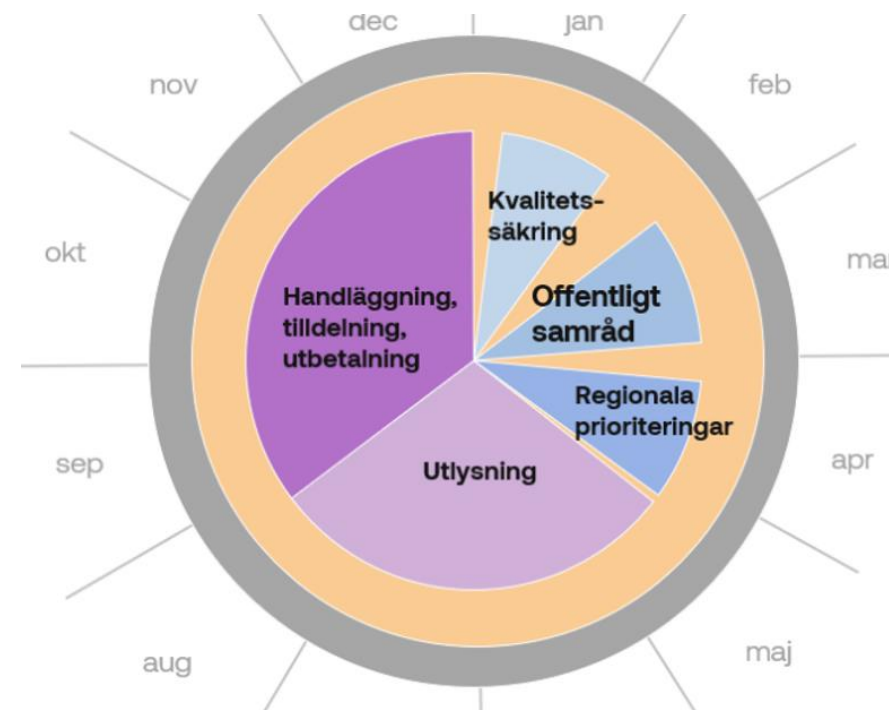 dec
jan
nov
feb
Kvalitets-
säkring
okt
mar
Handläggning,
tilldelning,
utbetalning
Offentligt
samråd
Regionala
prioriteringar
sep
Utlysning
apr
aug
maj